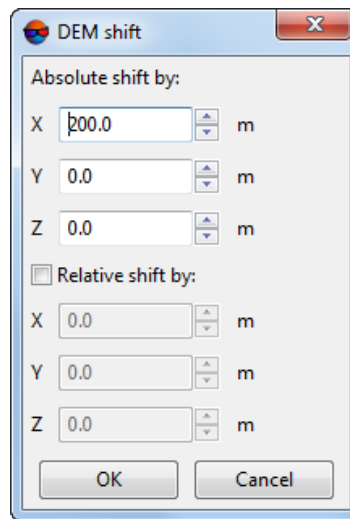 DEM shift
Absolute shift by:
X 200.0 m
Y 0.0 m
Z 0.0 m
Relative shift by:
X 0.0 m
Y 0.0 m
Z 0.0 m
OK Cancel